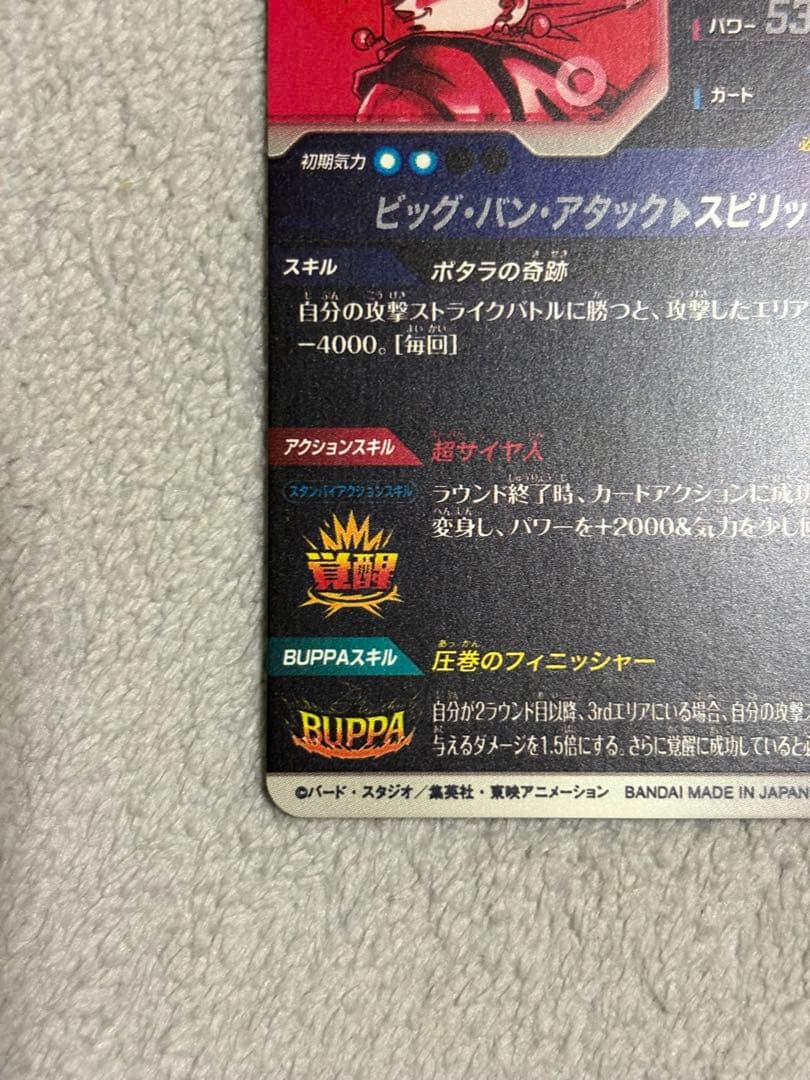 パワー 53
ガード
初期気力
ビッグ・バン・アタック▶スピリッ
スキル ポタラの奇跡
自分の攻撃ストライクバトルに勝つと、攻撃したエリア
−4000。[毎回]
アクションスキル 超サイヤ人
スタンバイアクションスキル
ラウンド終了時、カードアクションに成功
変身し、パワーを+2000&気力を少し
覚醒
BUPPAスキル 圧巻のフィニッシャー
BUPPA
自分が2ラウンド目以降、3rdエリアにいる場合、自分の攻撃
与えるダメージを1.5倍にする。さらに覚醒に成功していると
©バード・スタジオ/集英社・東映アニメーション BANDAI MADE IN JAPAN